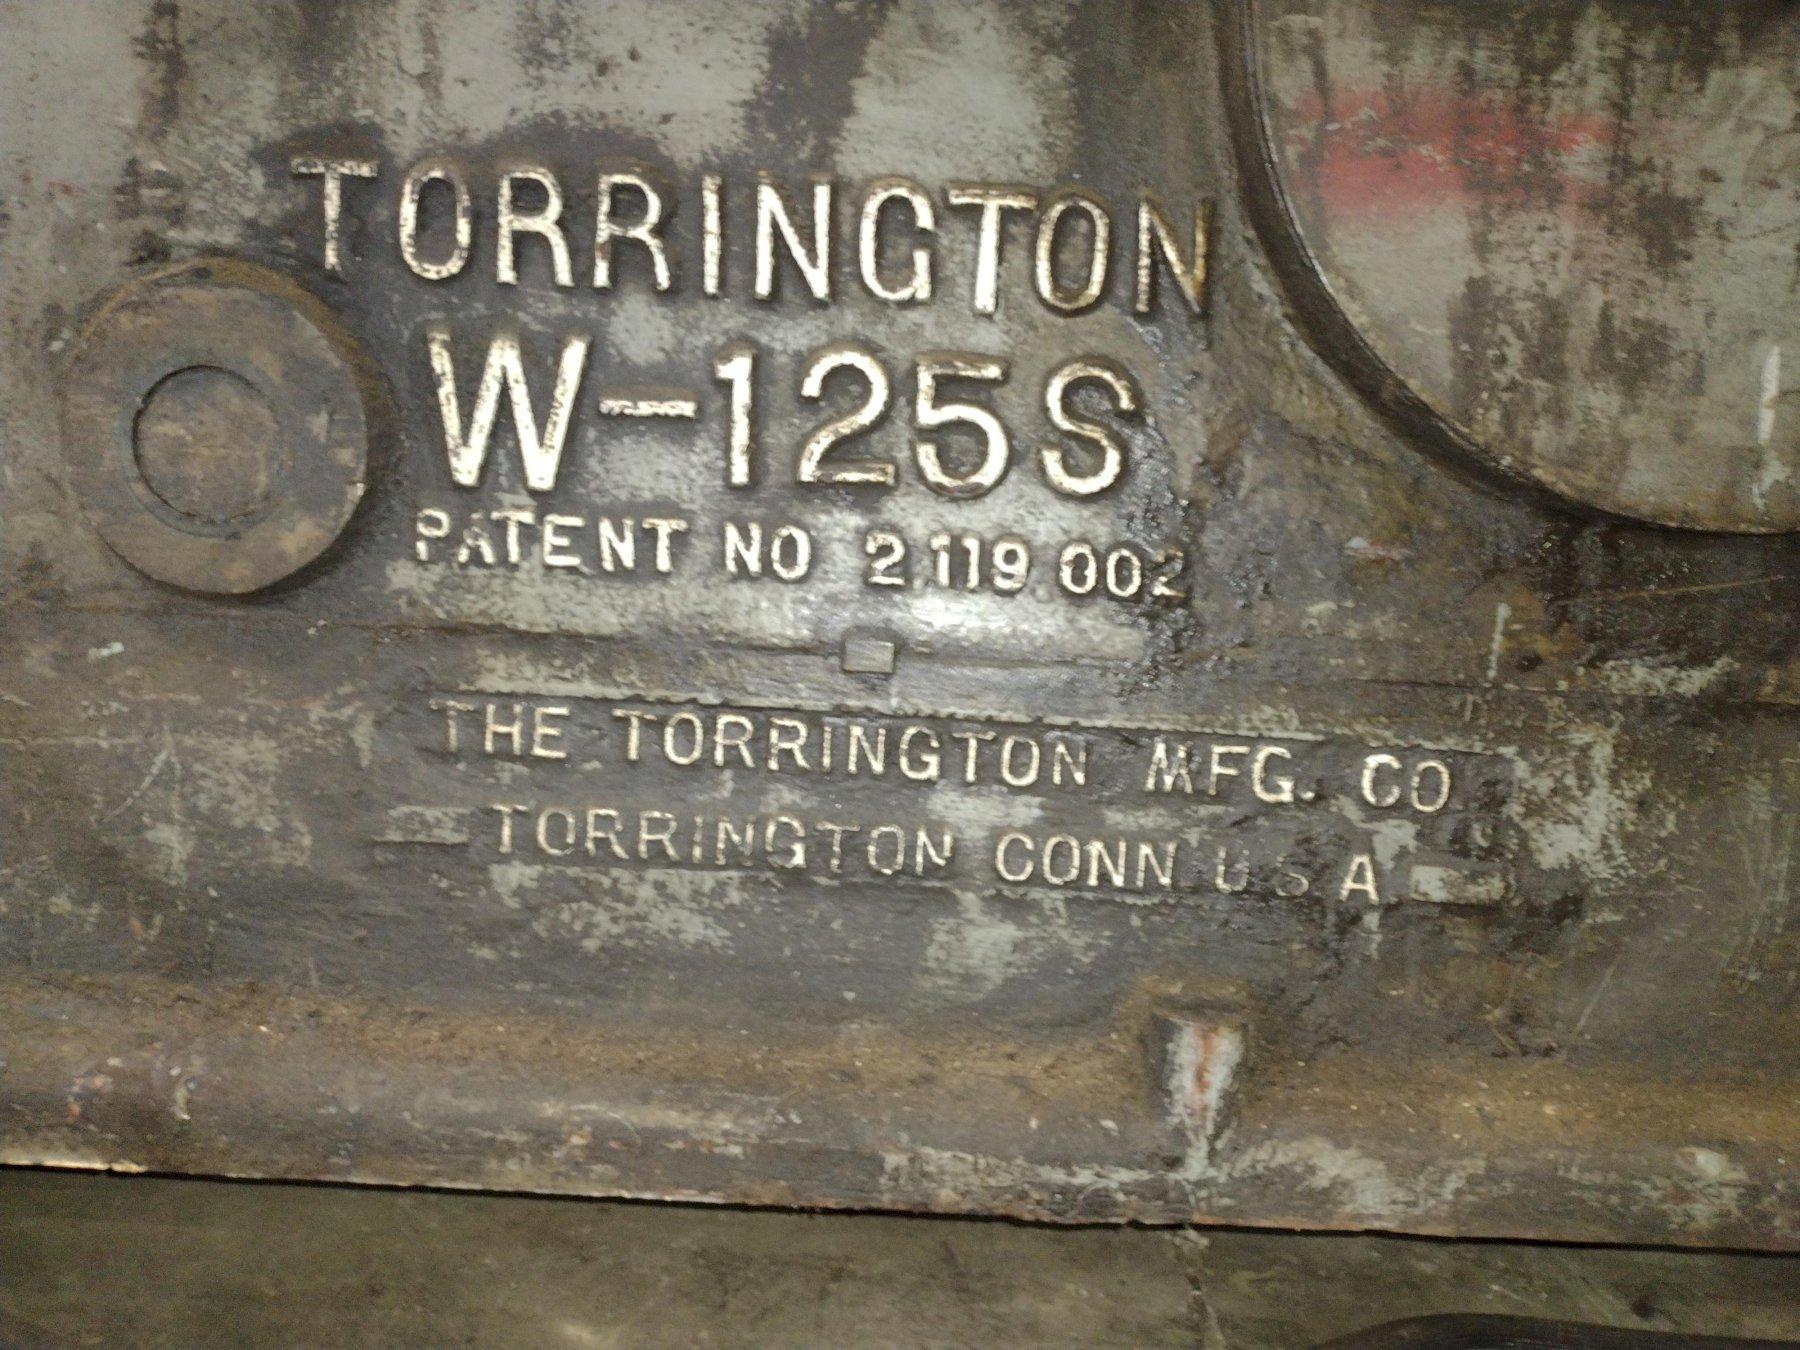 TORRINGTON
W-125S
PATENT NO 2,119,002
THE TORRINGTON MFG. CO
TORRINGTON CONN U S A